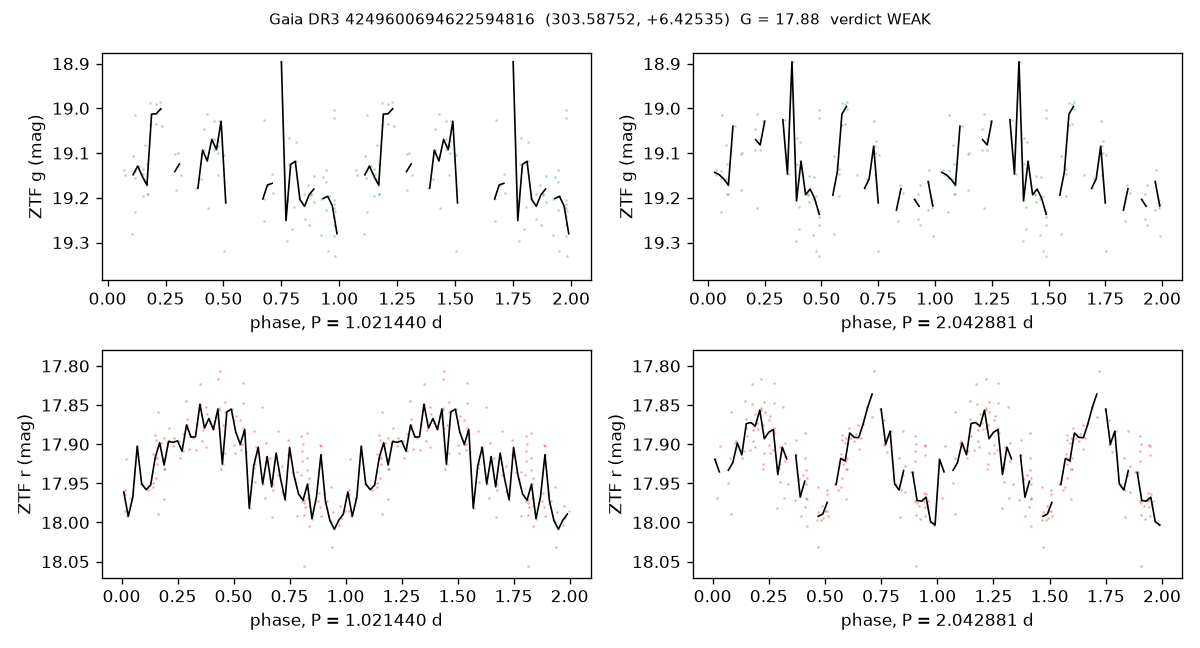 Gaia DR3 4249600694622594816 (303.58752, +6.42535) G = 17.88 verdict WEAK
ZTF g (mag)
18.9
19.0
19.1
19.2
19.3
0.00 0.25 0.50 0.75 1.00 1.25 1.50 1.75 2.00
phase, P = 1.021440 d
ZTF g (mag)
18.9
19.0
19.1
19.2
19.3
0.00 0.25 0.50 0.75 1.00 1.25 1.50 1.75 2.00
phase, P = 2.042881 d
ZTF r (mag)
17.80
17.85
17.90
17.95
18.00
18.05
0.00 0.25 0.50 0.75 1.00 1.25 1.50 1.75 2.00
phase, P = 1.021440 d
ZTF r (mag)
17.80
17.85
17.90
17.95
18.00
18.05
0.00 0.25 0.50 0.75 1.00 1.25 1.50 1.75 2.00
phase, P = 2.042881 d